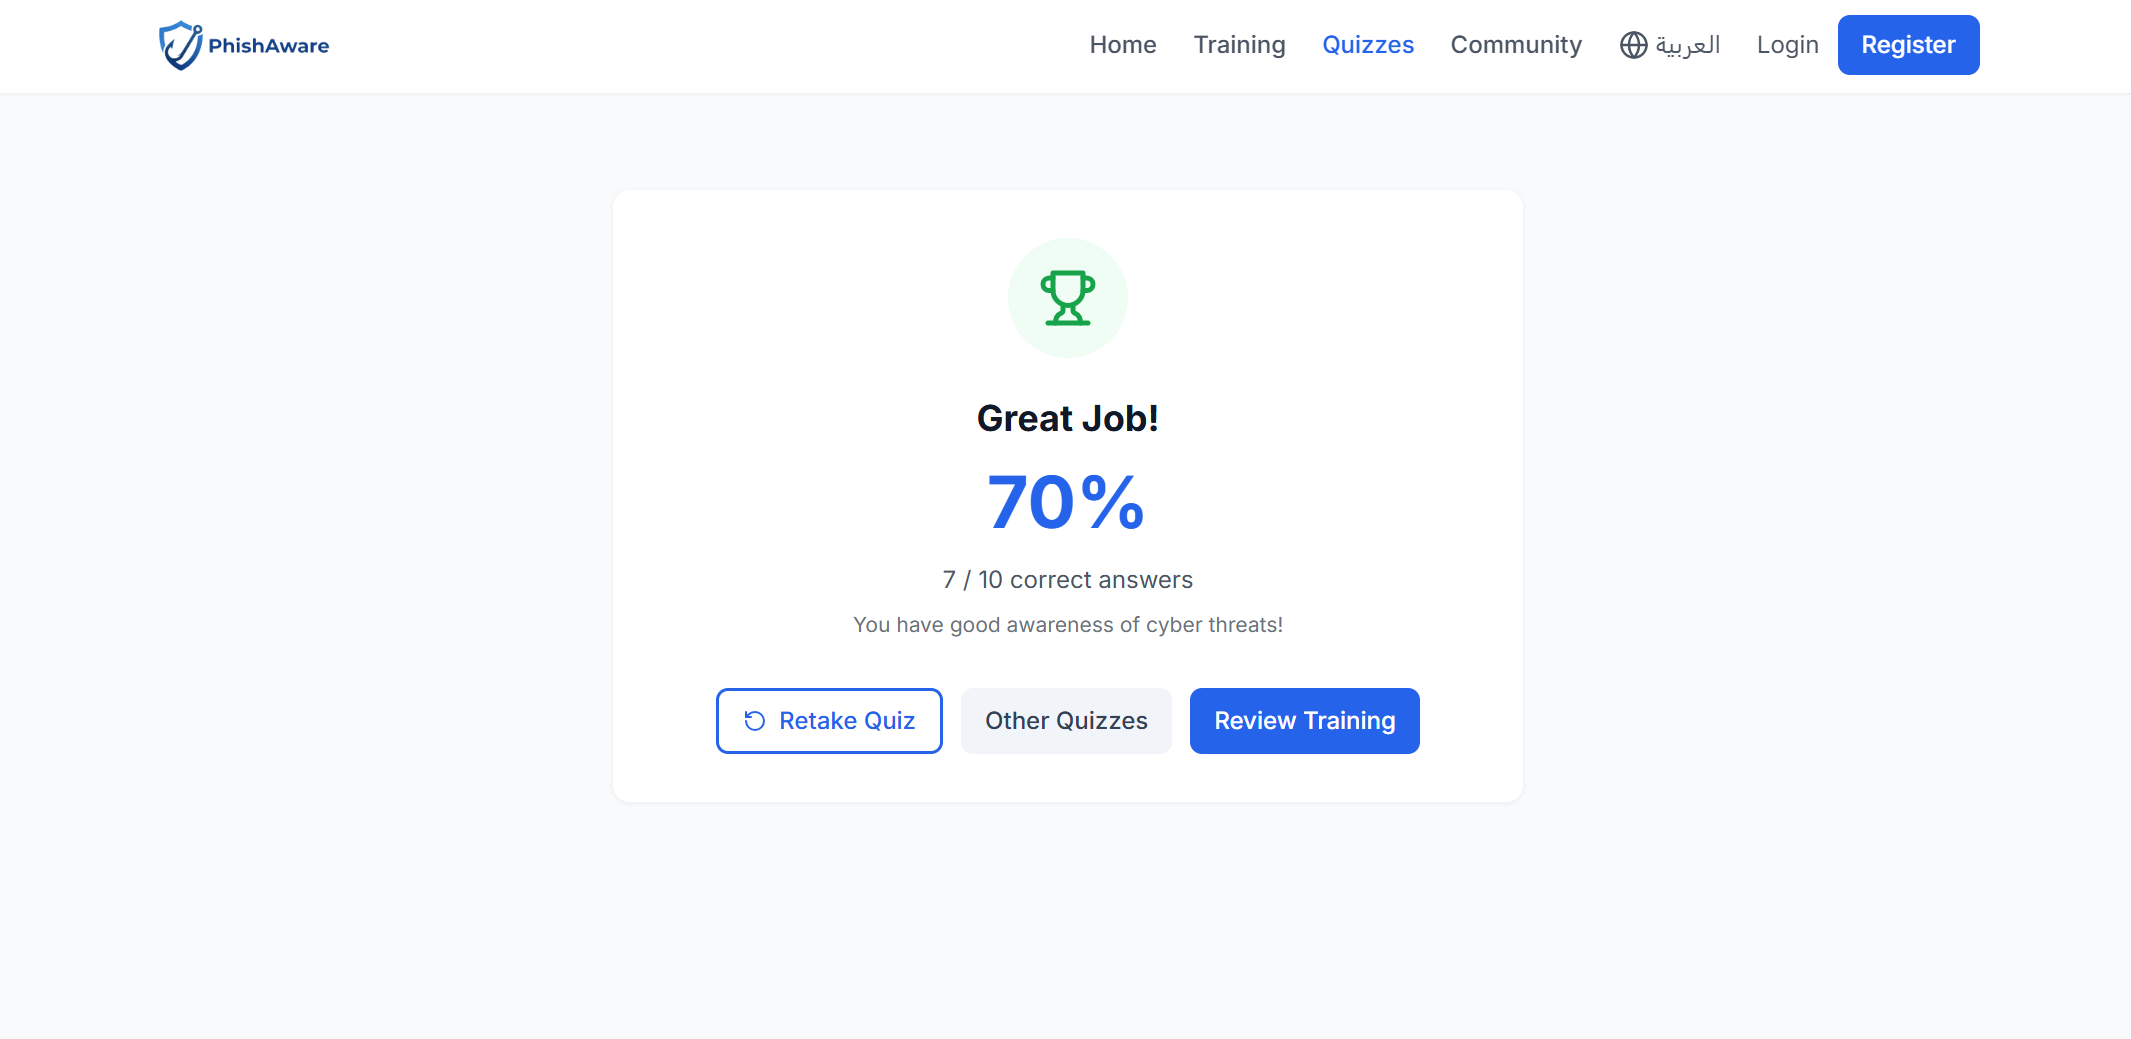 PhishAware
Home Training Quizzes Community العربية Login Register
Great Job!
70%
7 / 10 correct answers
You have good awareness of cyber threats!
Retake Quiz Other Quizzes Review Training